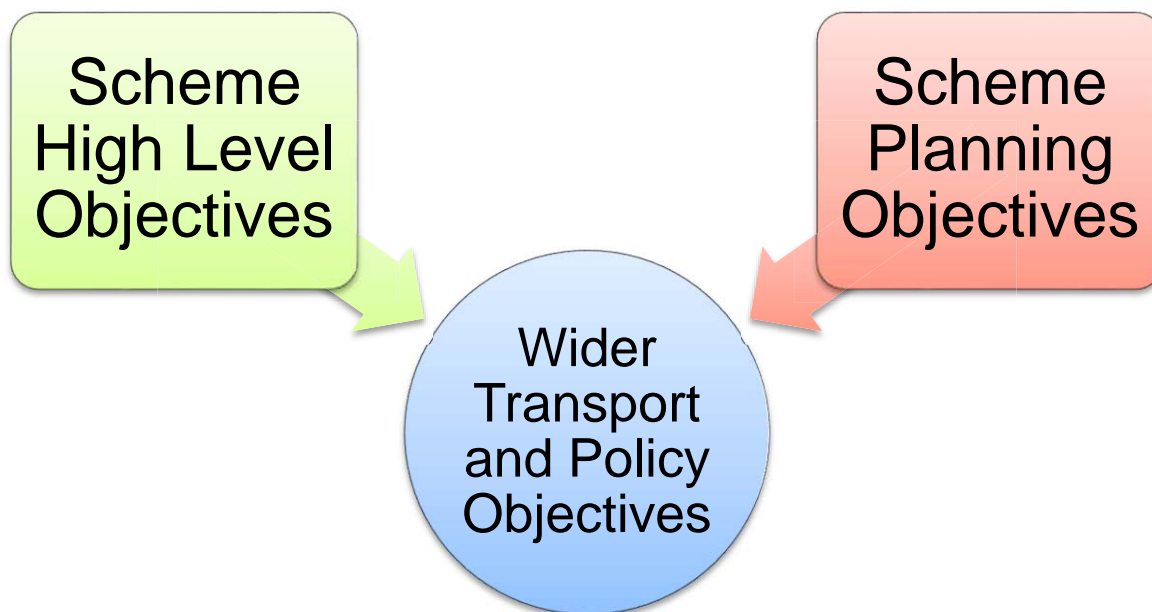 Scheme
High Level
Objectives
Scheme
Planning
Objectives
Wider
Transport
and Policy
Objectives